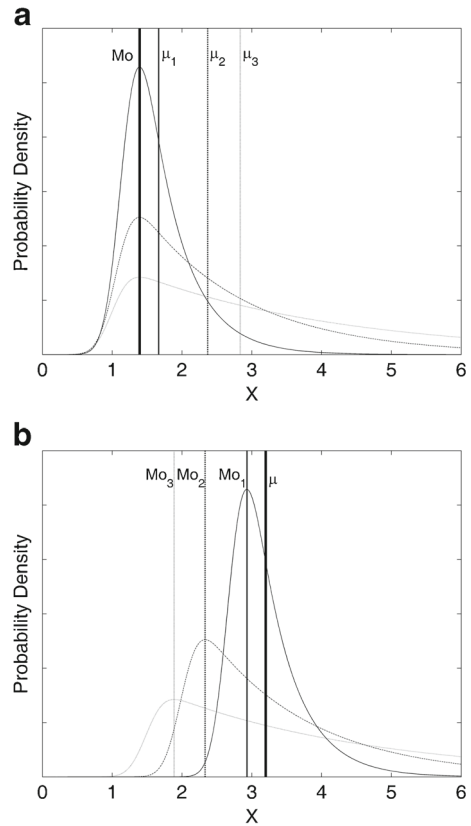 a
Mo μ1 μ2 μ3
Probability Density
0 1 2 3 4 5 6
X
b
Mo3 Mo2 Mo1 μ
Probability Density
0 1 2 3 4 5 6
X